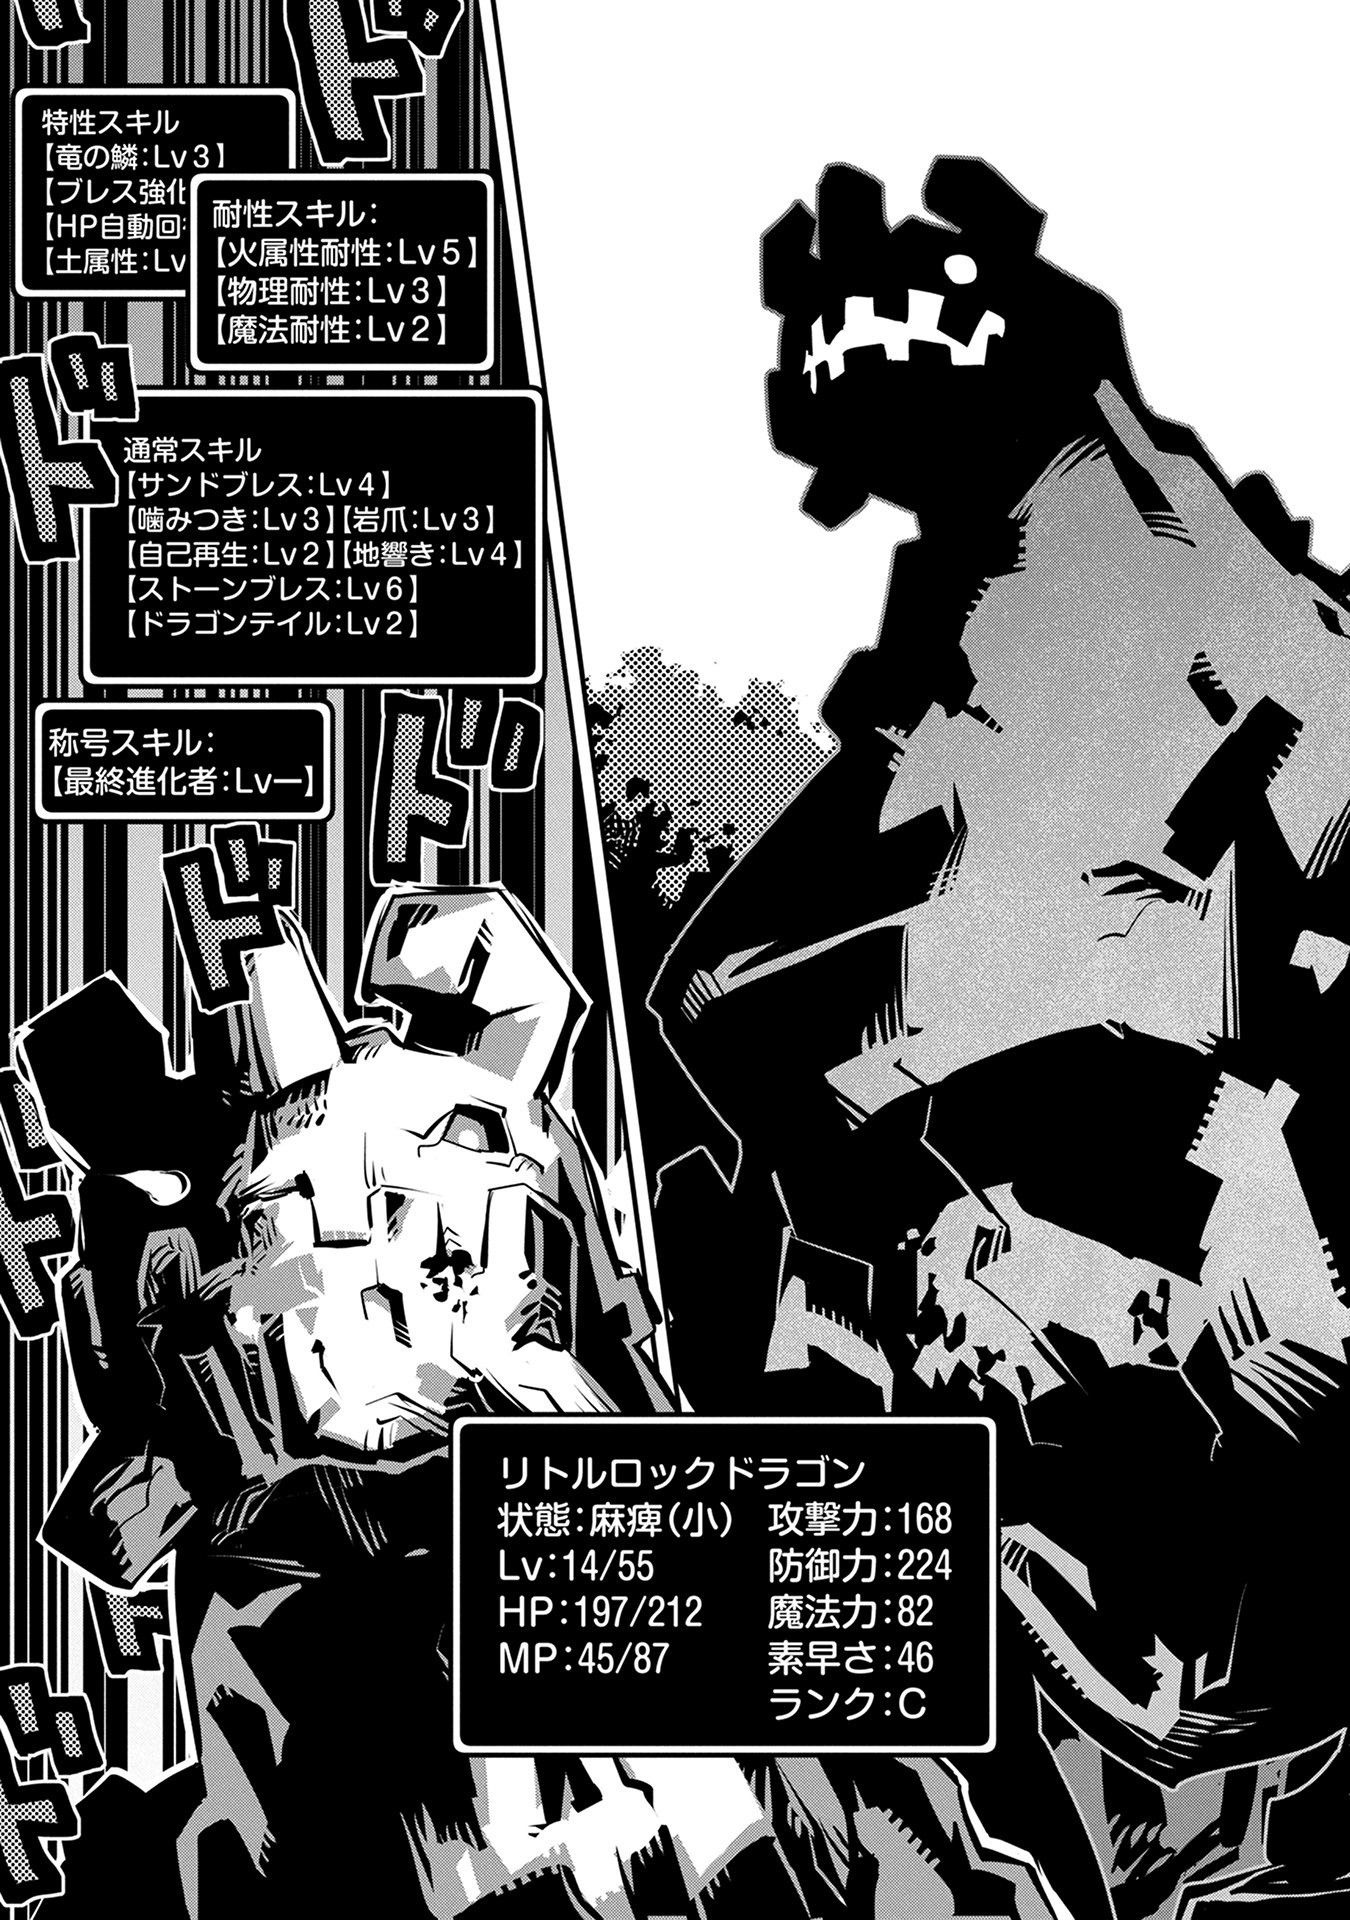 リトルロックドラゴン
状態:麻痺(小) 攻撃力:168
Lv:14/55 防御力:224
HP:197/212 魔法力:82
MP:45/87 素早さ:46
ランク:C
特性スキル
【竜の鱗:Lv3】
【ブレス強化
【HP自動回
【土属性:Lv
耐性スキル:
【火属性耐性:Lv5】
【物理耐性:Lv3】
【魔法耐性:Lv2】
通常スキル
【サンドブレス:Lv4】
【噛みつき:Lv3】【岩爪:Lv3】
【自己再生:Lv2】【地響き:Lv4】
【ストーンブレス:Lv6】
【ドラゴンテイル:Lv2】
称号スキル:
【最終進化者:Lv―】
ド
ド
ド
ド
ド
ド
ド
ド